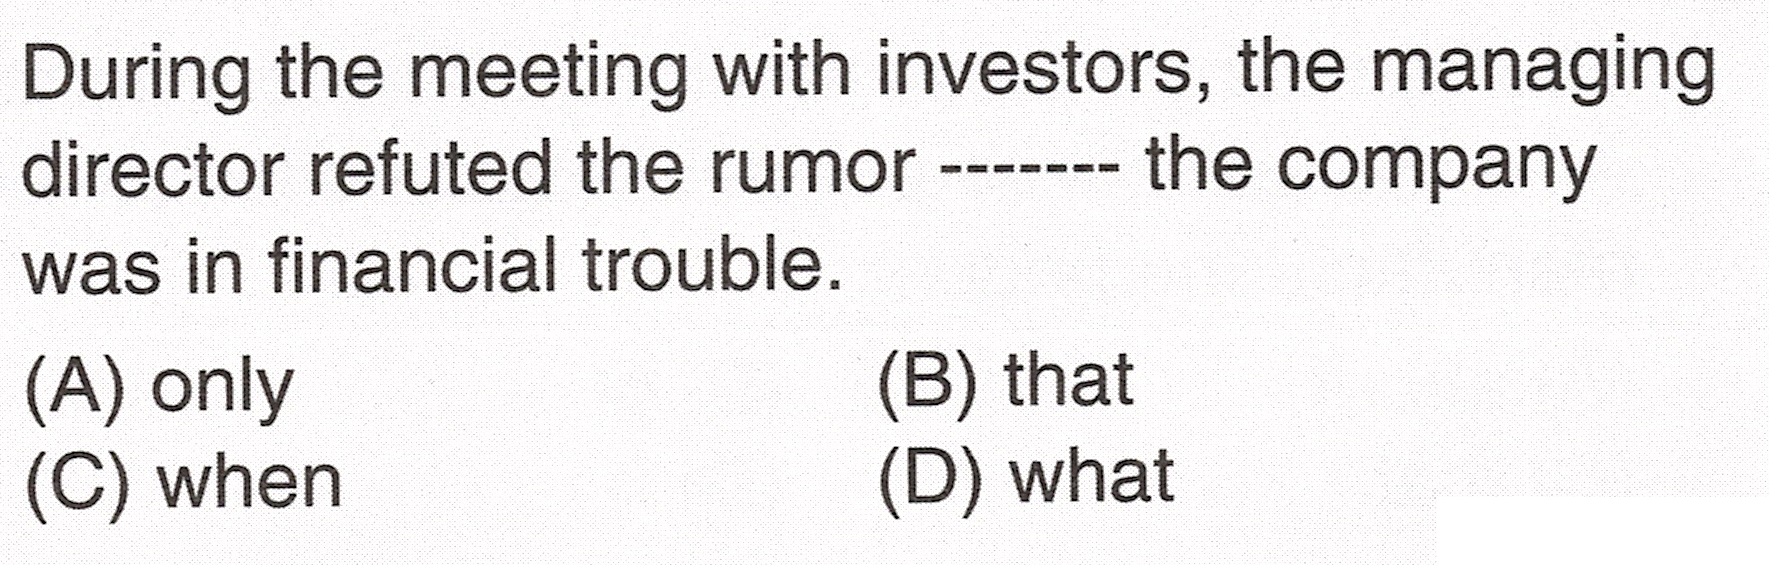 During the meeting with investors, the managing
director refuted the rumor ------- the company
was in financial trouble.
(A) only (B) that
(C) when (D) what